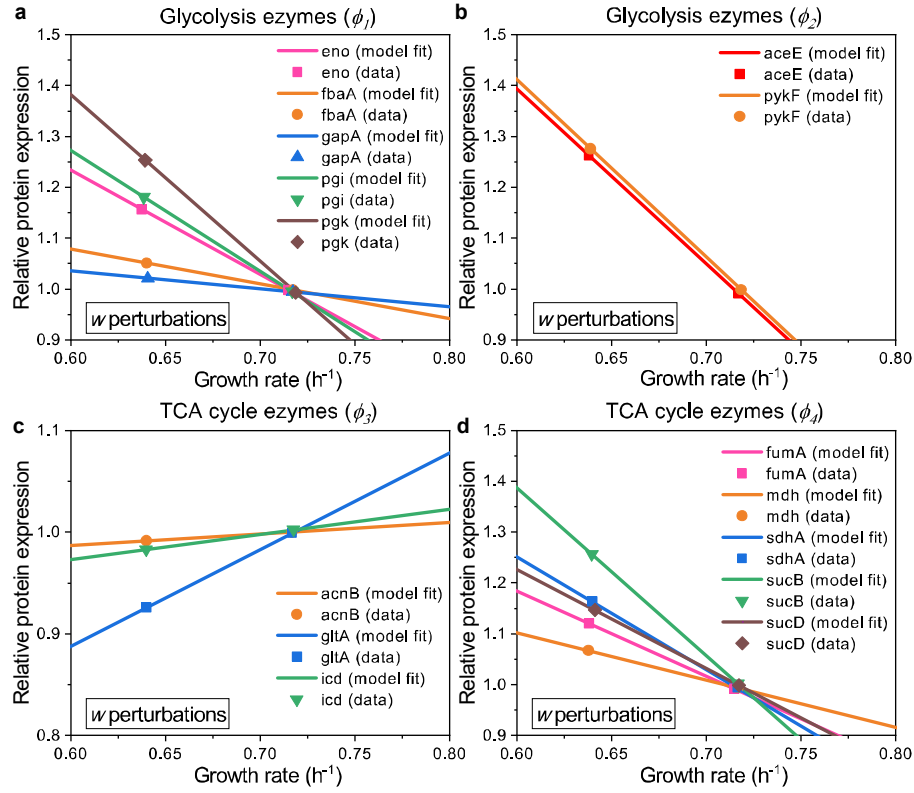 a
Glycolysis ezymes (ϕ1)
Relative protein expression
1.5
1.4
1.3
1.2
1.1
1.0
0.9
eno (model fit)
eno (data)
fbaA (model fit)
fbaA (data)
gapA (model fit)
gapA (data)
pgi (model fit)
pgi (data)
pgk (model fit)
pgk (data)
w perturbations
0.60 0.65 0.70 0.75 0.80
Growth rate (h⁻¹)
b
Glycolysis ezymes (ϕ2)
Relative protein expression
1.5
1.4
1.3
1.2
1.1
1.0
0.9
aceE (model fit)
aceE (data)
pykF (model fit)
pykF (data)
w perturbations
0.60 0.65 0.70 0.75 0.80
Growth rate (h⁻¹)
c
TCA cycle ezymes (ϕ3)
Relative protein expression
1.1
1.0
0.9
0.8
acnB (model fit)
acnB (data)
gltA (model fit)
gltA (data)
icd (model fit)
icd (data)
w perturbations
0.60 0.65 0.70 0.75 0.80
Growth rate (h⁻¹)
d
TCA cycle ezymes (ϕ4)
Relative protein expression
1.5
1.4
1.3
1.2
1.1
1.0
0.9
fumA (model fit)
fumA (data)
mdh (model fit)
mdh (data)
sdhA (model fit)
sdhA (data)
sucB (model fit)
sucB (data)
sucD (model fit)
sucD (data)
w perturbations
0.60 0.65 0.70 0.75 0.80
Growth rate (h⁻¹)